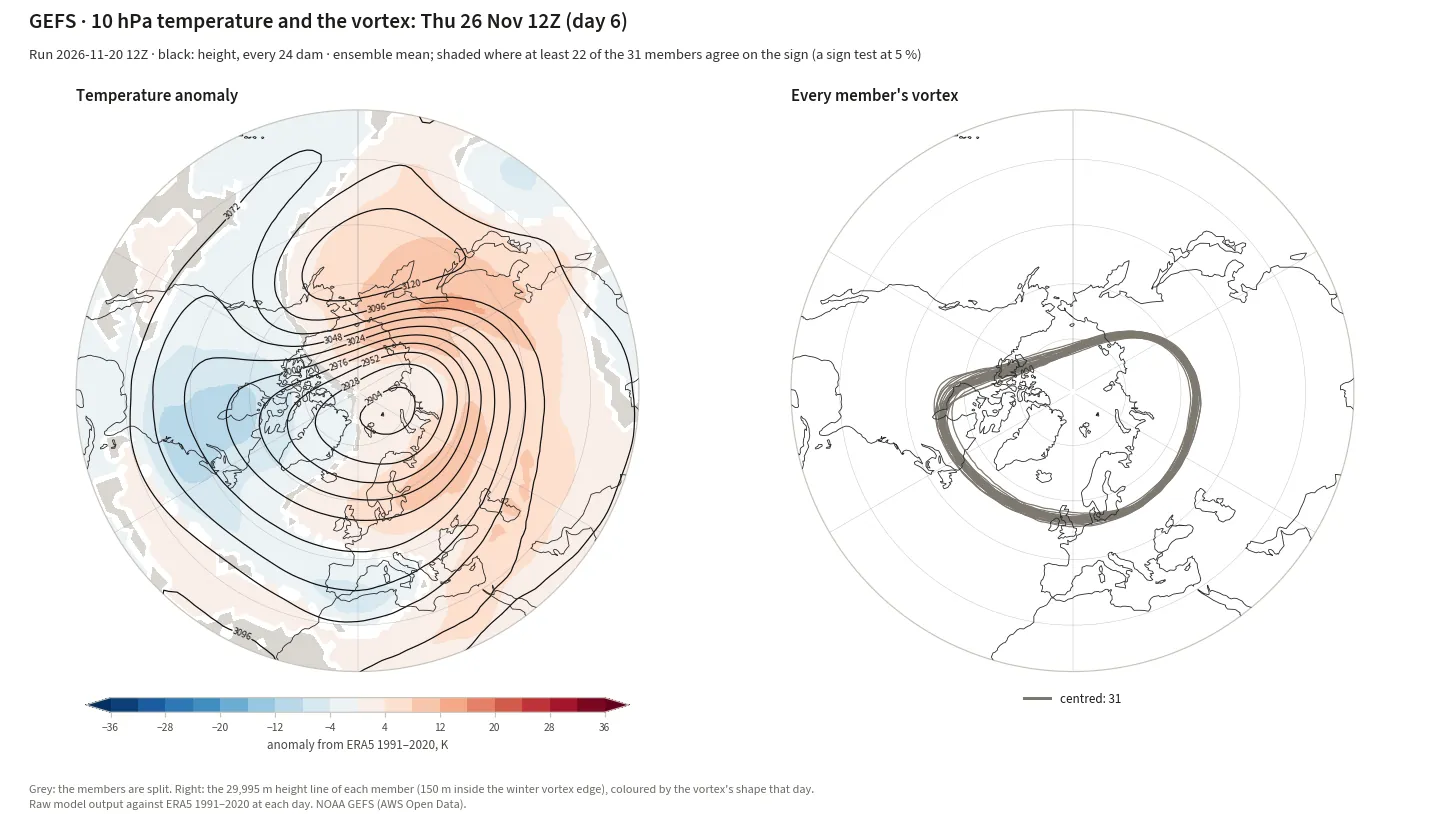 GEFS · 10 hPa temperature and the vortex: Thu 26 Nov 12Z (day 6)
Run 2026-11-20 12Z · black: height, every 24 dam · ensemble mean; shaded where at least 22 of the 31 members agree on the sign (a sign test at 5 %)
Temperature anomaly
Every member's vortex
3072
3120
3096
3048
3024
3000
2976
2952
2928
2904
3096
−36 −28 −20 −12 −4 4 12 20 28 36
anomaly from ERA5 1991–2020, K
centred: 31
Grey: the members are split. Right: the 29,995 m height line of each member (150 m inside the winter vortex edge), coloured by the vortex's shape that day.
Raw model output against ERA5 1991–2020 at each day. NOAA GEFS (AWS Open Data).